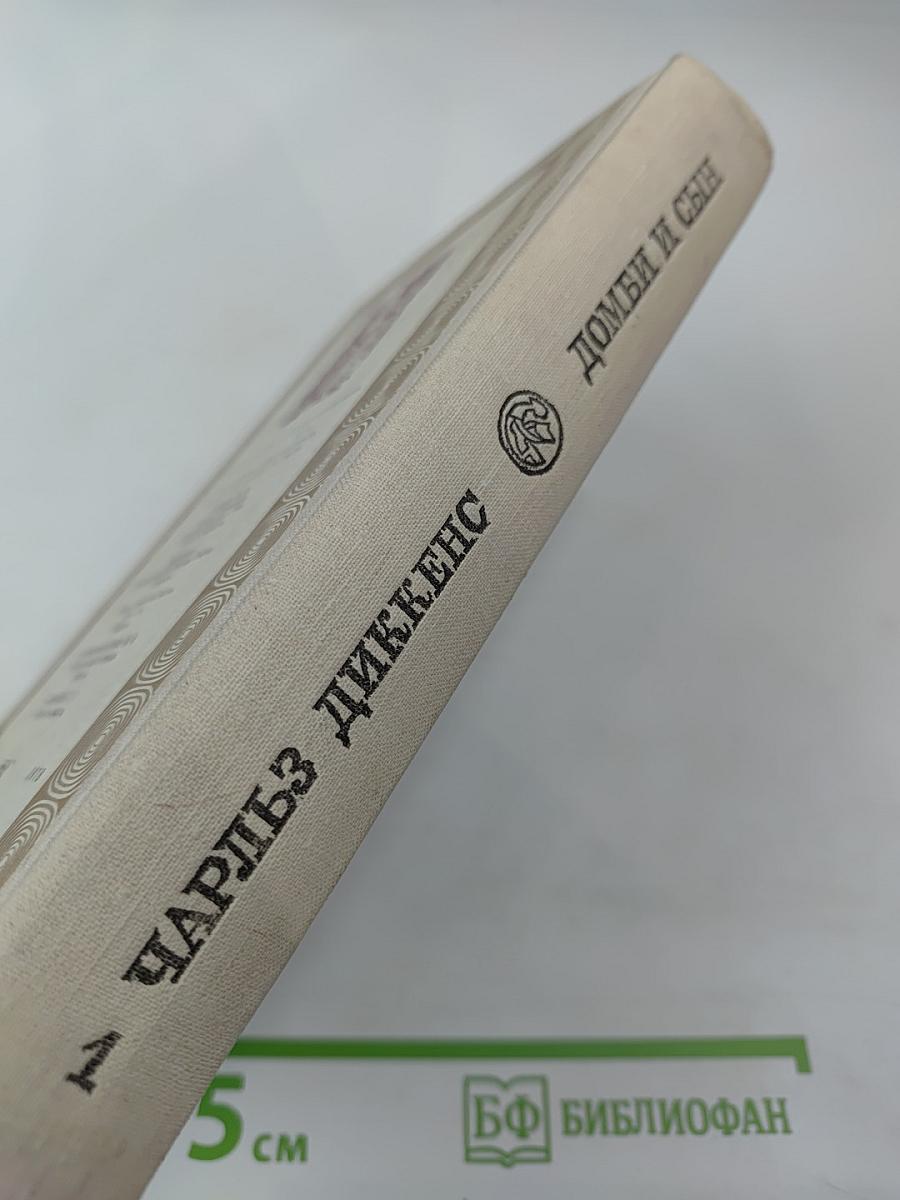 1 ЧАРЛЬЗ ДИККЕНС ДОМБИ И СЫН
5 см
БФ БИБЛИОФАН